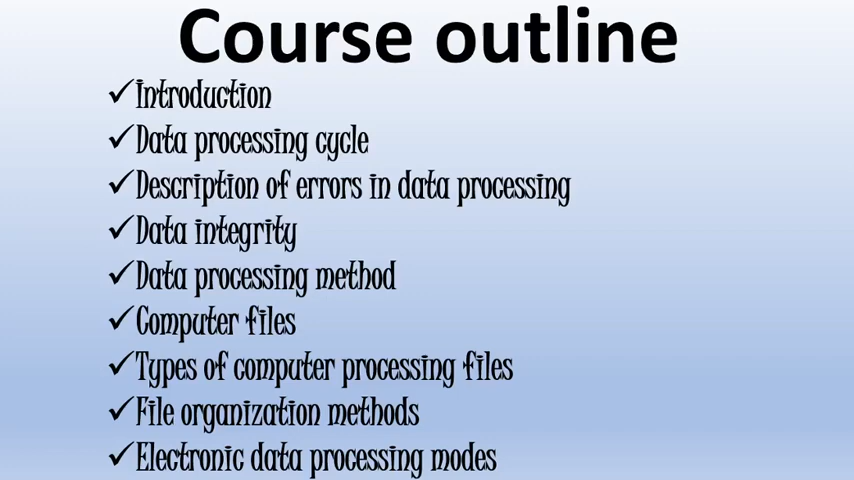 Course outline
✓Introduction
✓Data processing cycle
✓Description of errors in data processing
✓Data integrity
✓Data processing method
✓Computer files
✓Types of computer processing files
✓File organization methods
✓Electronic data processing modes